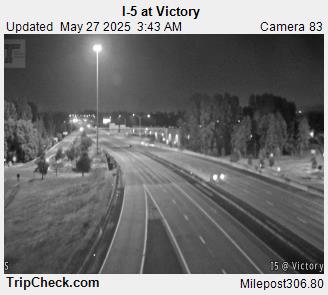 I-5 at Victory
Updated May 27 2025 3:43 AM Camera 83
S I5 @ Victory
TripCheck.com Milepost306.80